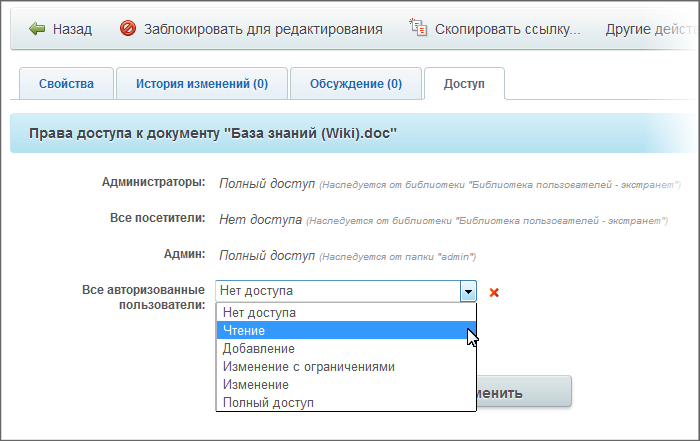 Назад Заблокировать для редактирования Скопировать ссылку... Другие
Свойства История изменений (0) Обсуждение (0) Доступ
Права доступа к документу "База знаний (Wiki).doc"
Администраторы: Полный доступ (Наследуется от библиотеки "Библиотека пользователей - экстранет")
Все посетители: Нет доступа (Наследуется от библиотеки "Библиотека пользователей - экстранет")
Админ: Полный доступ (Наследуется от папки "admin")
Все авторизованные
пользователи:
Нет доступа
Нет доступа
Чтение
Добавление
Изменение с ограничениями
Изменение
Полный доступ